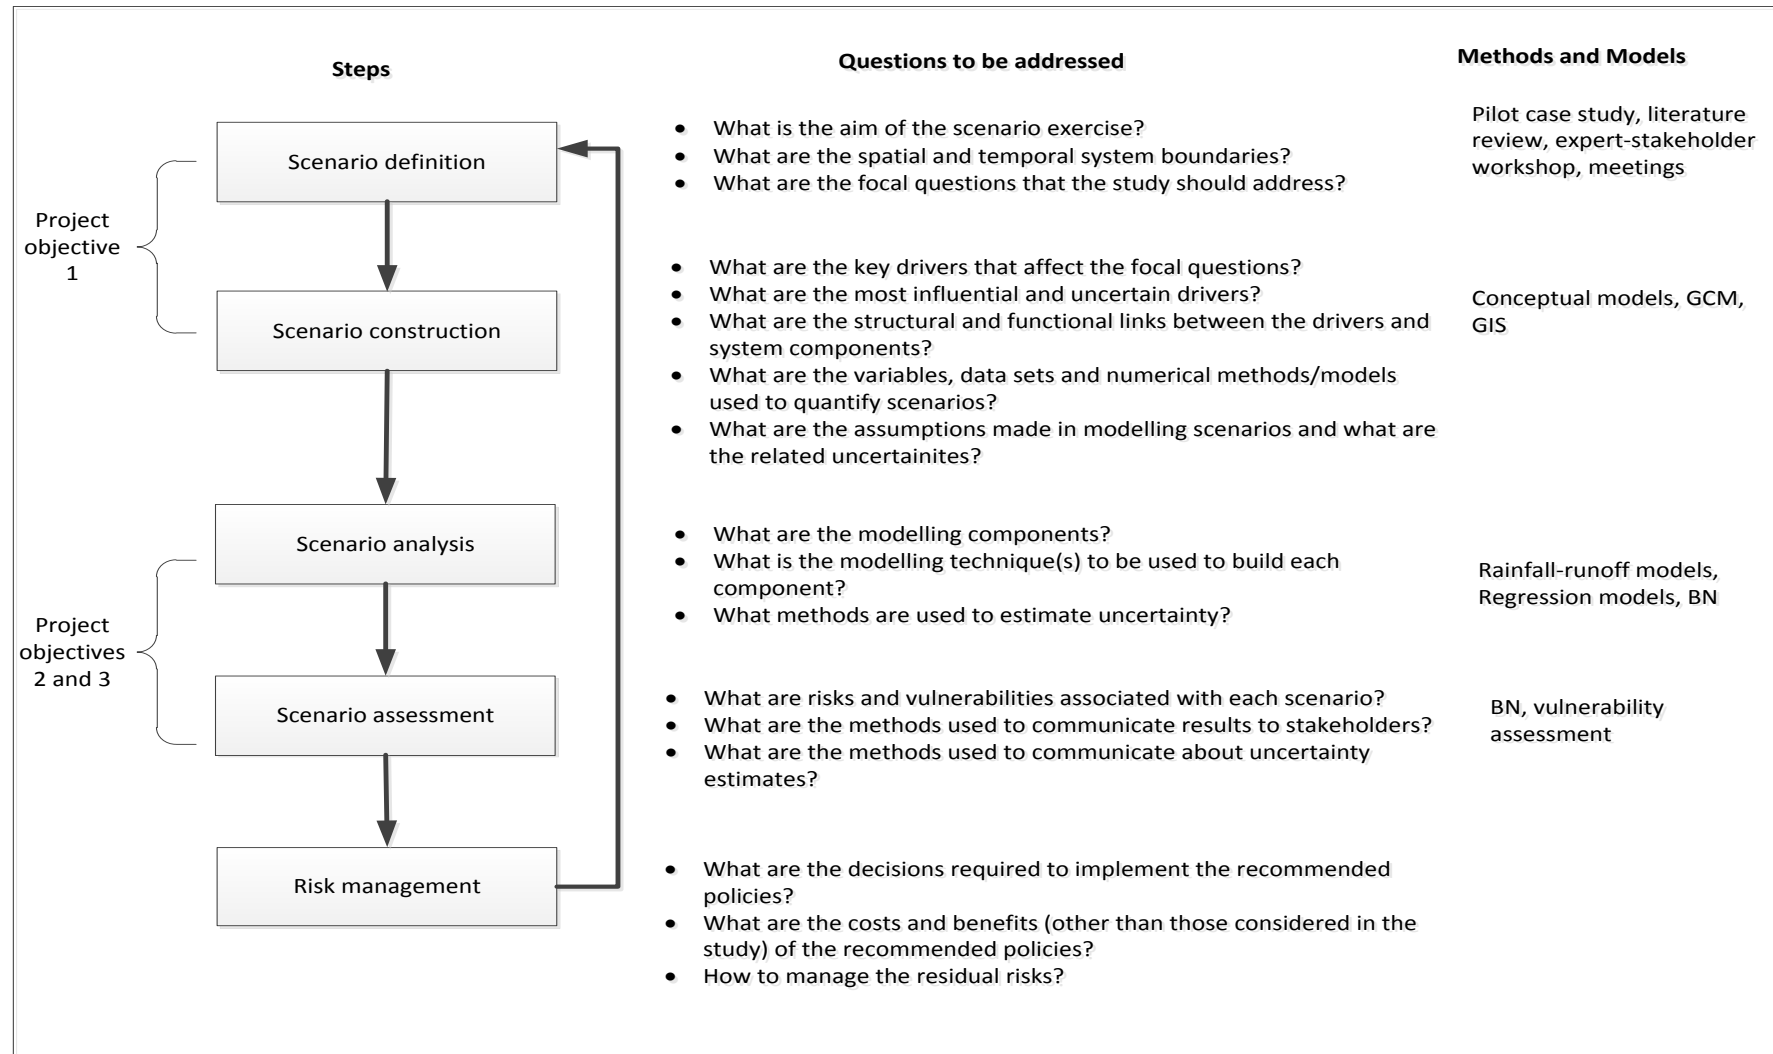 Steps
Questions to be addressed
Methods and Models
Project
objective
1
Scenario definition
• What is the aim of the scenario exercise?
• What are the spatial and temporal system boundaries?
• What are the focal questions that the study should address?
Pilot case study, literature
review, expert-stakeholder
workshop, meetings
Scenario construction
• What are the key drivers that affect the focal questions?
• What are the most influential and uncertain drivers?
• What are the structural and functional links between the drivers and
system components?
• What are the variables, data sets and numerical methods/models
used to quantify scenarios?
• What are the assumptions made in modelling scenarios and what are
the related uncertainites?
Conceptual models, GCM,
GIS
Project
objectives
2 and 3
Scenario analysis
• What are the modelling components?
• What is the modelling technique(s) to be used to build each
component?
• What methods are used to estimate uncertainty?
Rainfall-runoff models,
Regression models, BN
Scenario assessment
• What are risks and vulnerabilities associated with each scenario?
• What are the methods used to communicate results to stakeholders?
• What are the methods used to communicate about uncertainty
estimates?
BN, vulnerability
assessment
Risk management
• What are the decisions required to implement the recommended
policies?
• What are the costs and benefits (other than those considered in the
study) of the recommended policies?
• How to manage the residual risks?